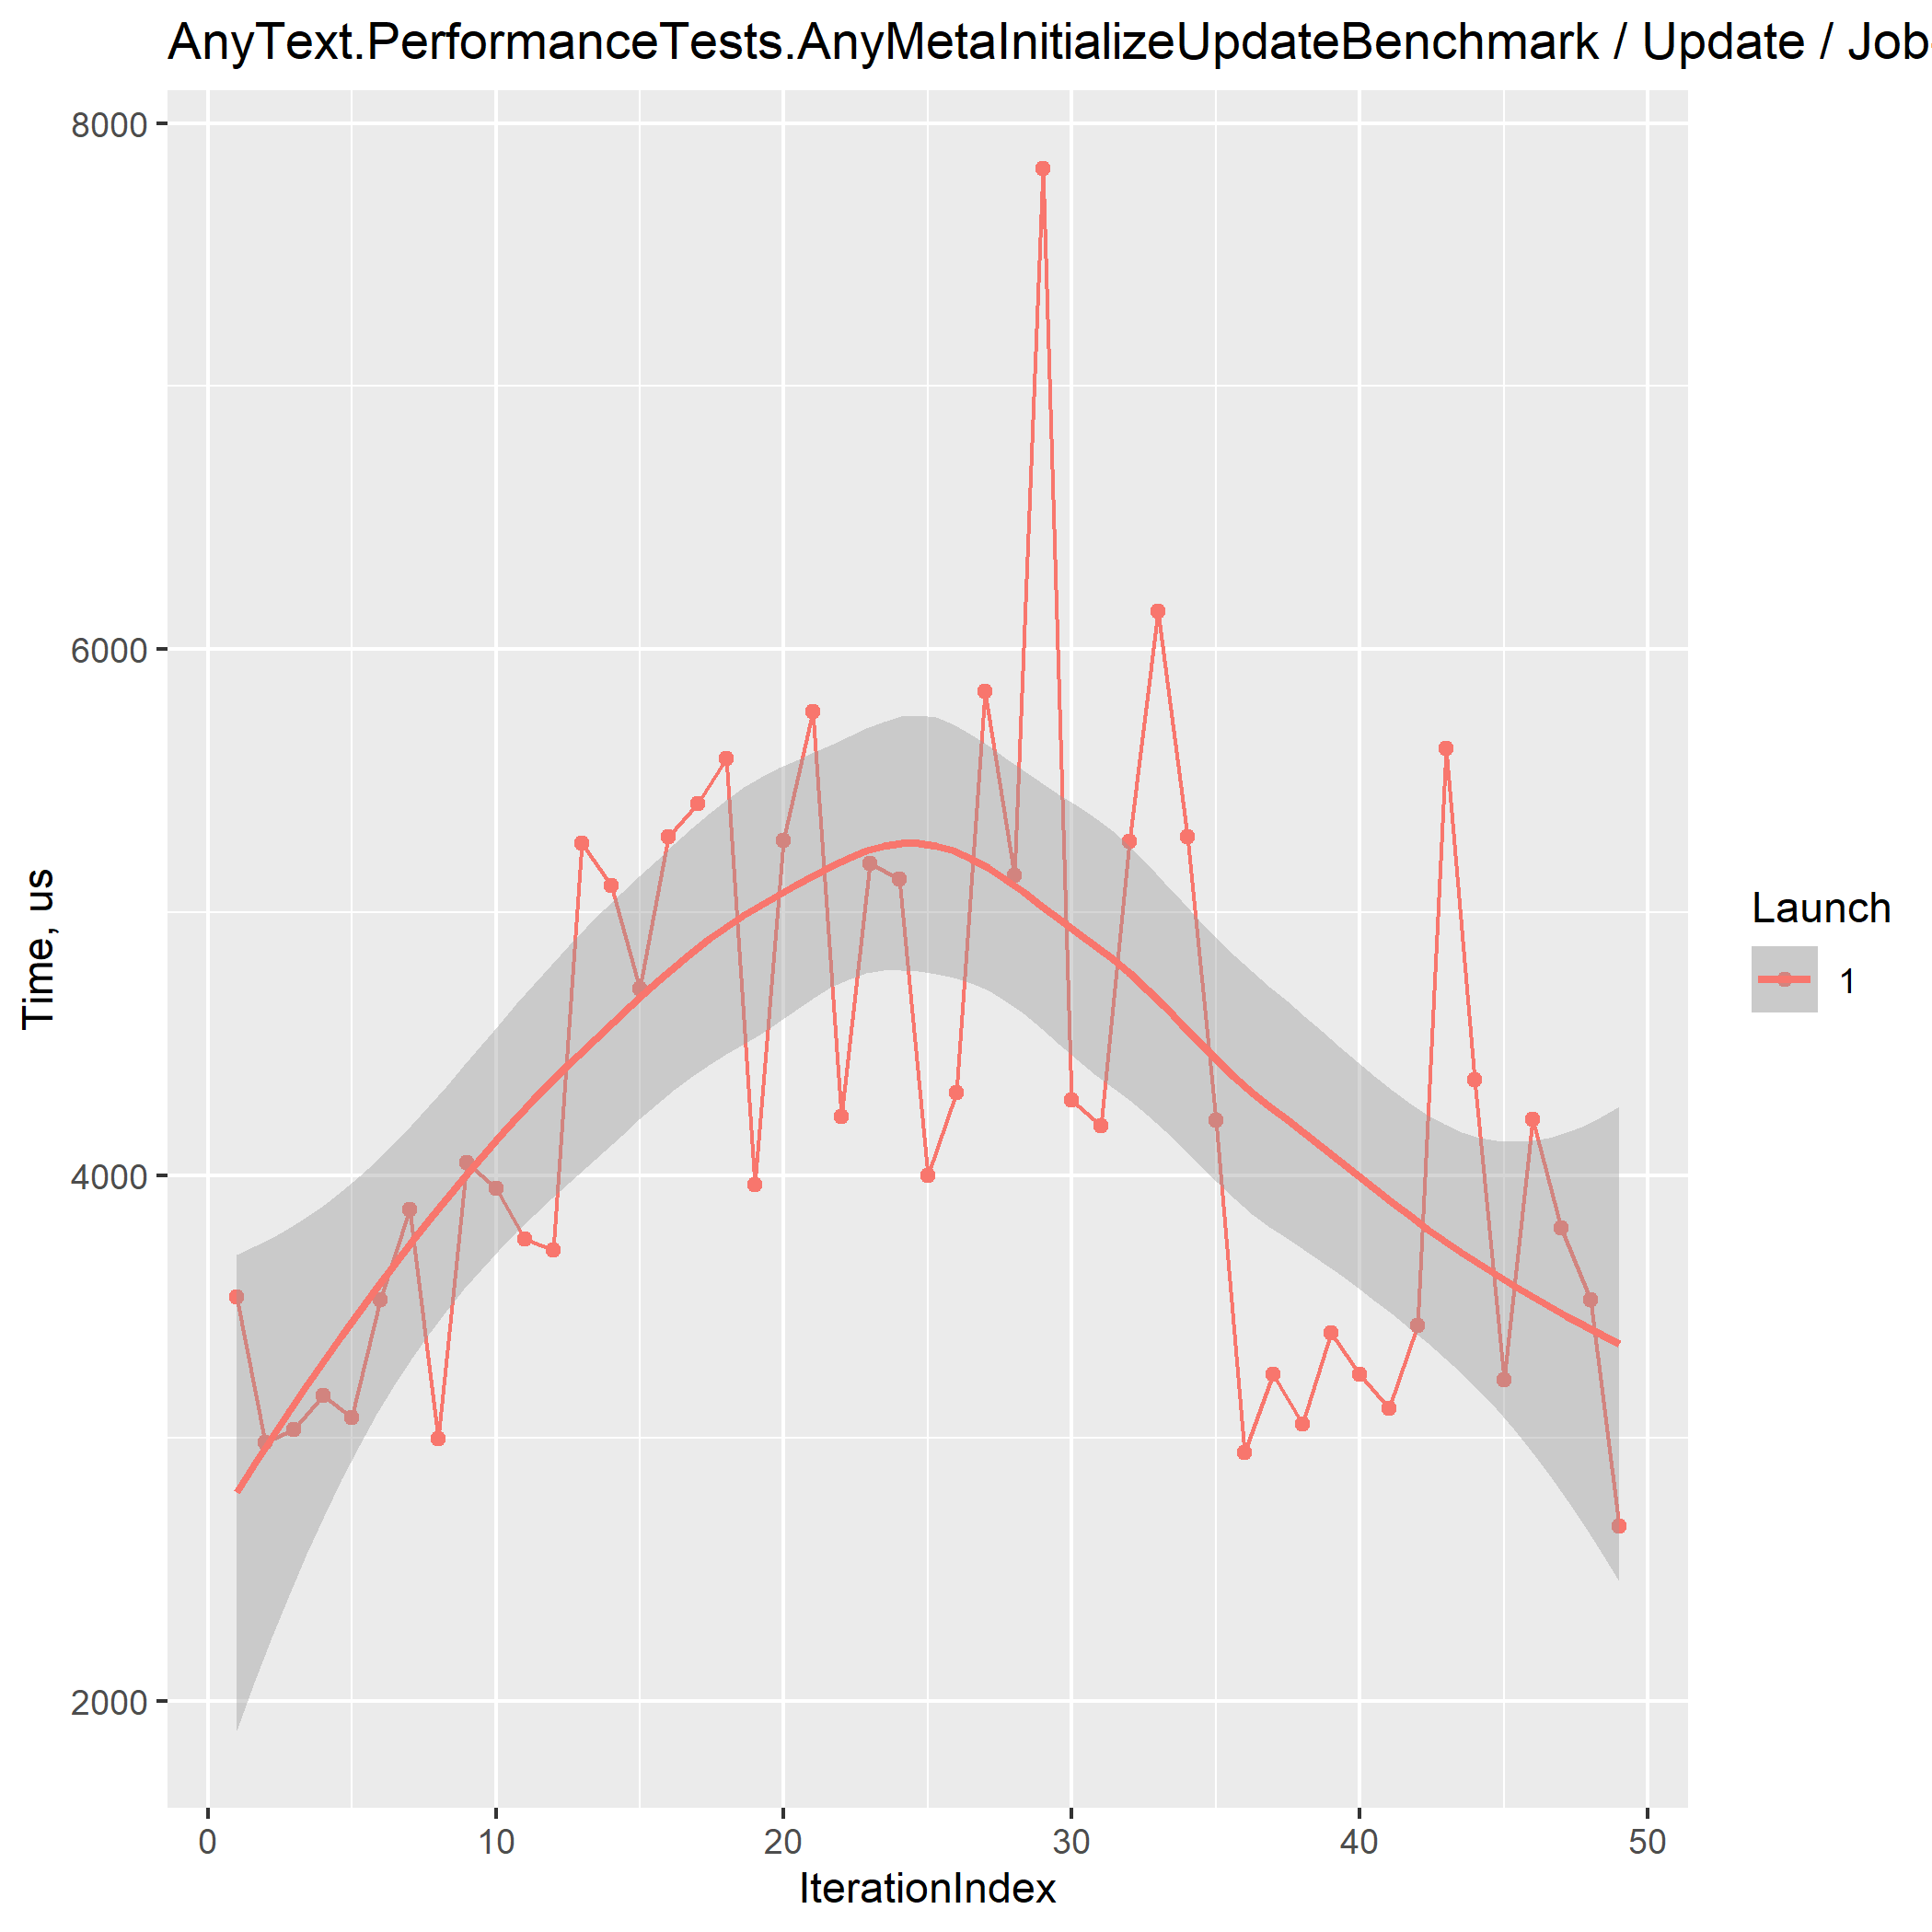 AnyText.PerformanceTests.AnyMetaInitializeUpdateBenchmark / Update / Job
8000
6000
4000
2000
Time, us
0 10 20 30 40 50
IterationIndex
Launch
1